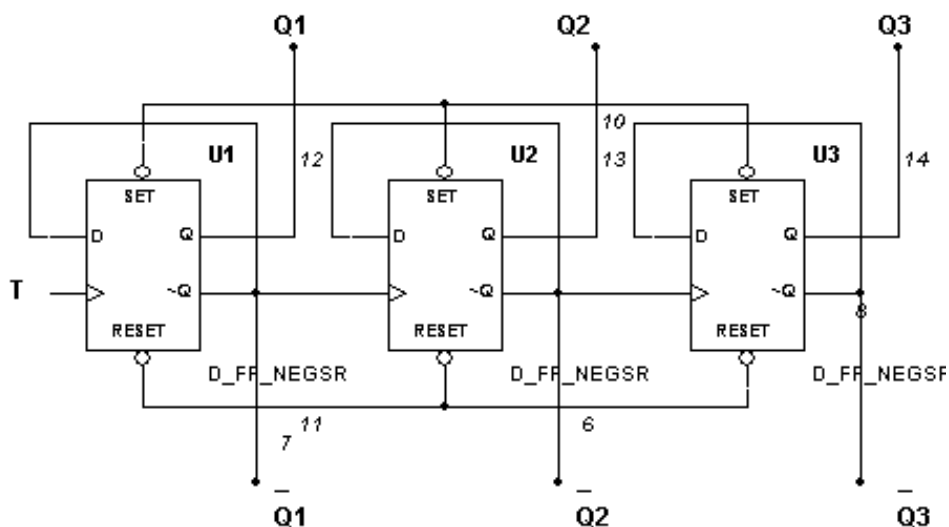 Q1 Q2 Q3
10
U1 12 U2 13 U3 14
SET SET SET
D Q D Q D Q
T ~Q ~Q ~Q
8
RESET RESET RESET
D_FF_NEGSR D_FF_NEGSR D_FF_NEGSR
11 6
7
Q1 Q2 Q3